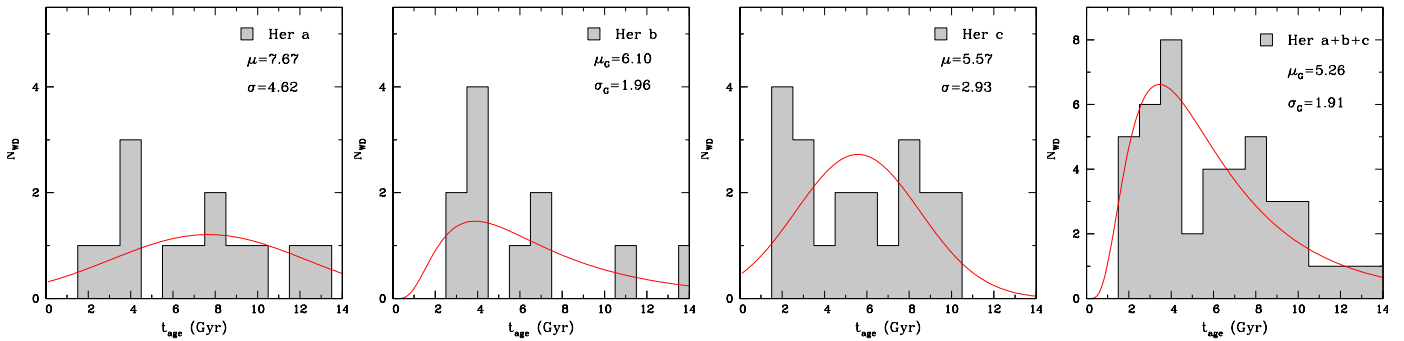 Her a
μ=7.67
σ=4.62
N_WD
0
2
4
0 2 4 6 8 10 12 14
t_age (Gyr)
Her b
μ_G=6.10
σ_G=1.96
N_WD
0
2
4
0 2 4 6 8 10 12 14
t_age (Gyr)
Her c
μ=5.57
σ=2.93
N_WD
0
2
4
0 2 4 6 8 10 12 14
t_age (Gyr)
Her a+b+c
μ_G=5.26
σ_G=1.91
N_WD
0
2
4
6
8
0 2 4 6 8 10 12 14
t_age (Gyr)